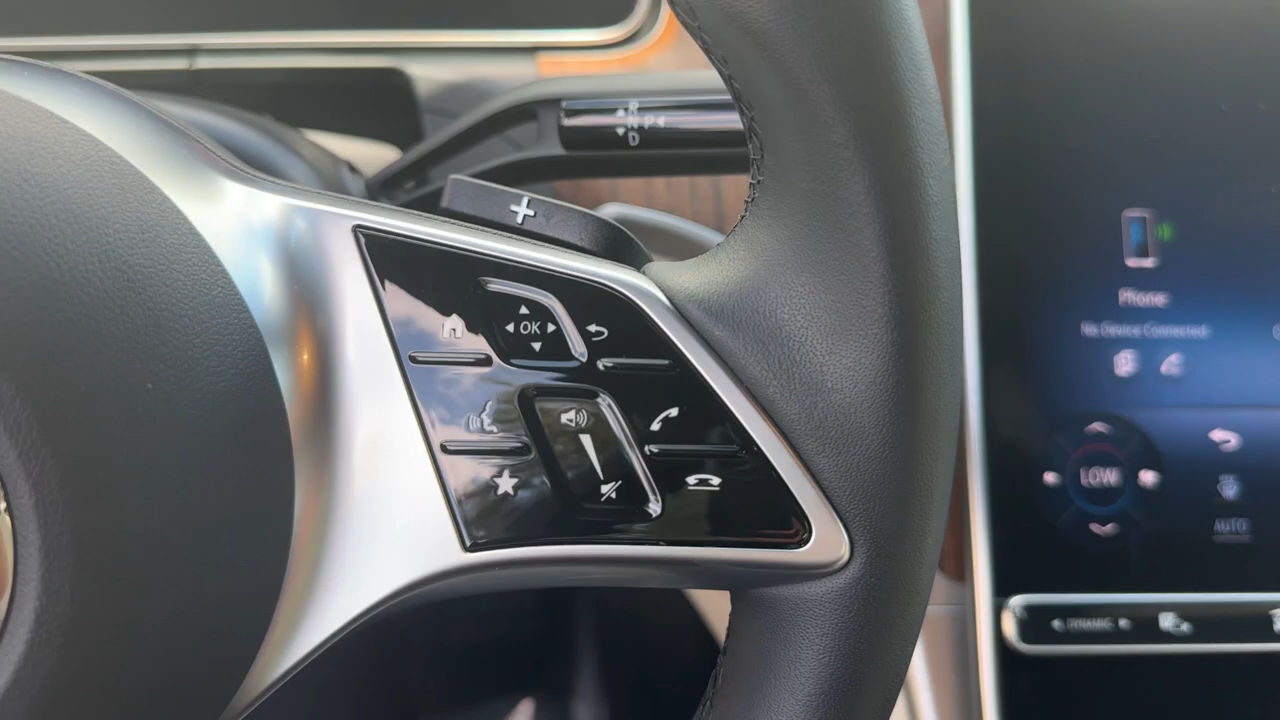 R
N P
D
+
OK
Phone
No Device Connected
LOW
AUTO
DYNAMIC